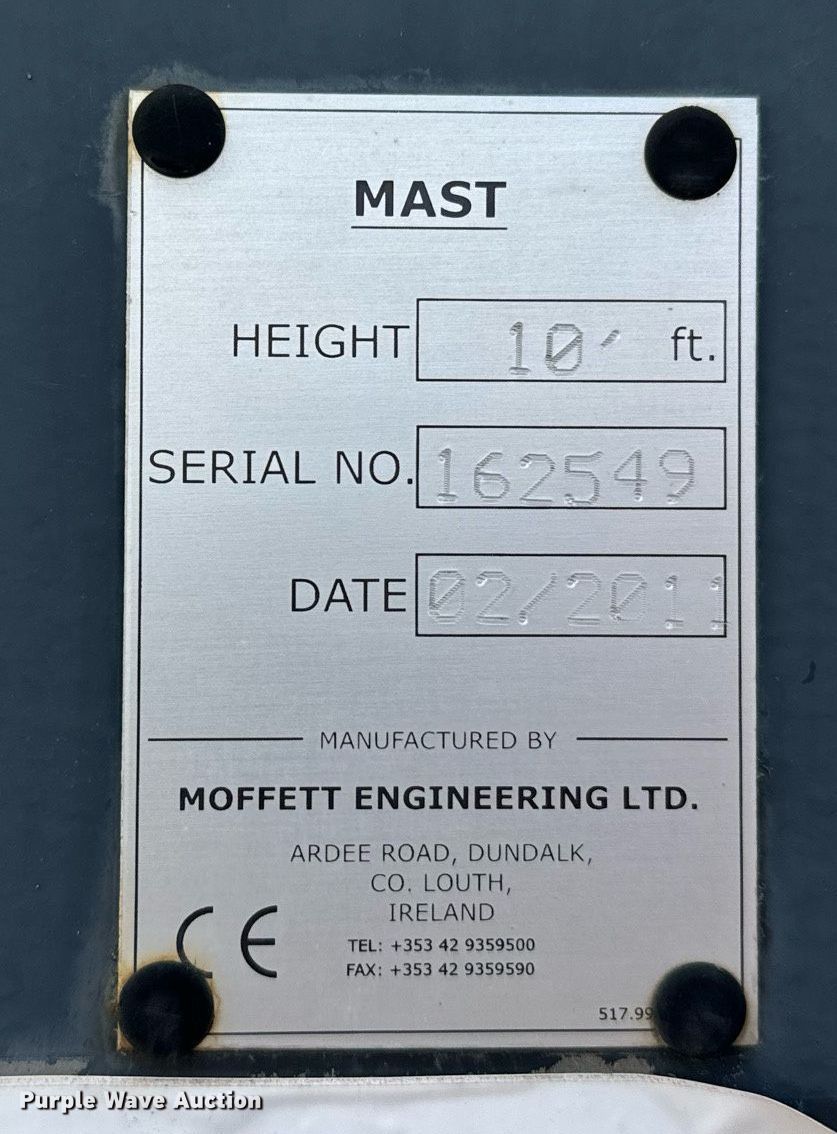 MAST
HEIGHT 10′ ft.
SERIAL NO. 162549
DATE 02/2011
MANUFACTURED BY
MOFFETT ENGINEERING LTD.
ARDEE ROAD, DUNDALK,
CO. LOUTH,
IRELAND
CE
TEL: +353 42 9359500
FAX: +353 42 9359590
Purple Wave Auction